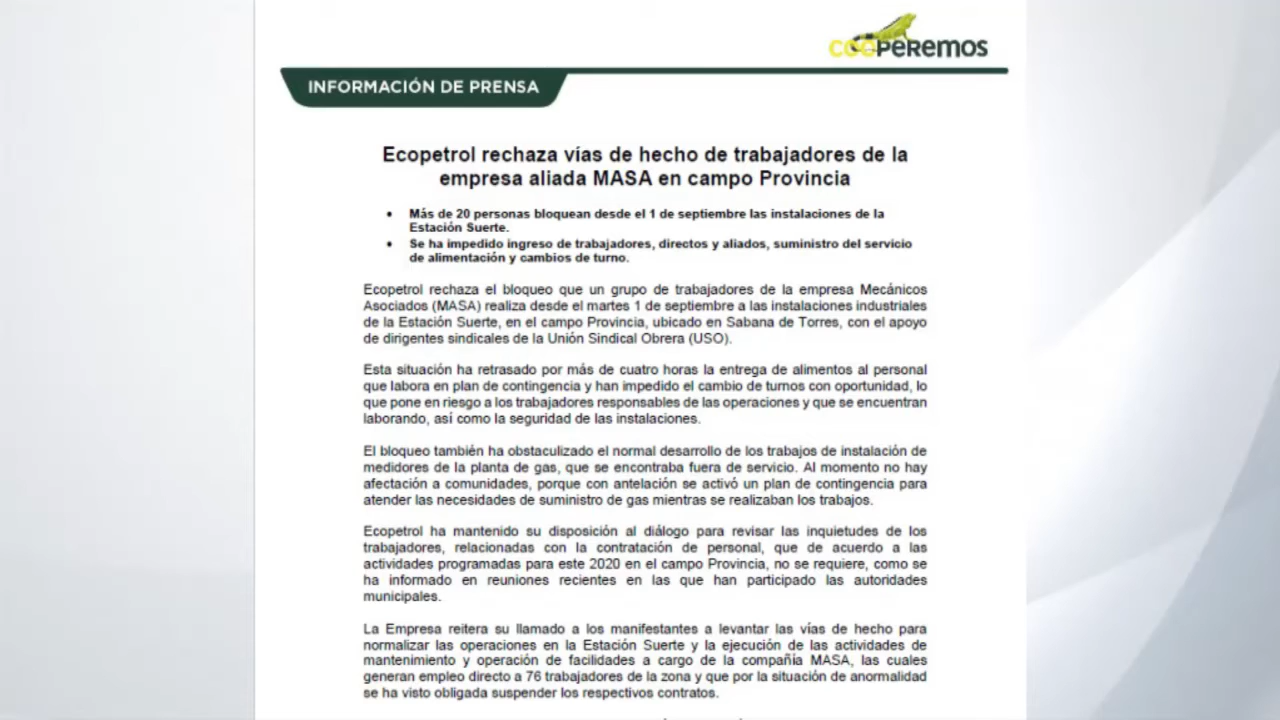 COOPEREMOS
INFORMACIÓN DE PRENSA
Ecopetrol rechaza vías de hecho de trabajadores de la
empresa aliada MASA en campo Provincia
• Más de 20 personas bloquean desde el 1 de septiembre las instalaciones de la
Estación Suerte.
• Se ha impedido ingreso de trabajadores, directos y aliados, suministro del servicio
de alimentación y cambios de turno.
Ecopetrol rechaza el bloqueo que un grupo de trabajadores de la empresa Mecánicos
Asociados (MASA) realiza desde el martes 1 de septiembre a las instalaciones industriales
de la Estación Suerte, en el campo Provincia, ubicado en Sabana de Torres, con el apoyo
de dirigentes sindicales de la Unión Sindical Obrera (USO).
Esta situación ha retrasado por más de cuatro horas la entrega de alimentos al personal
que labora en plan de contingencia y han impedido el cambio de turnos con oportunidad, lo
que pone en riesgo a los trabajadores responsables de las operaciones y que se encuentran
laborando, así como la seguridad de las instalaciones.
El bloqueo también ha obstaculizado el normal desarrollo de los trabajos de instalación de
medidores de la planta de gas, que se encontraba fuera de servicio. Al momento no hay
afectación a comunidades, porque con antelación se activó un plan de contingencia para
atender las necesidades de suministro de gas mientras se realizaban los trabajos.
Ecopetrol ha mantenido su disposición al diálogo para revisar las inquietudes de los
trabajadores, relacionadas con la contratación de personal, que de acuerdo a las
actividades programadas para este 2020 en el campo Provincia, no se requiere, como se
ha informado en reuniones recientes en las que han participado las autoridades
municipales.
La Empresa reitera su llamado a los manifestantes a levantar las vías de hecho para
normalizar las operaciones en la Estación Suerte y la ejecución de las actividades de
mantenimiento y operación de facilidades a cargo de la compañía MASA, las cuales
generan empleo directo a 76 trabajadores de la zona y que por la situación de anormalidad
se ha visto obligada suspender los respectivos contratos.